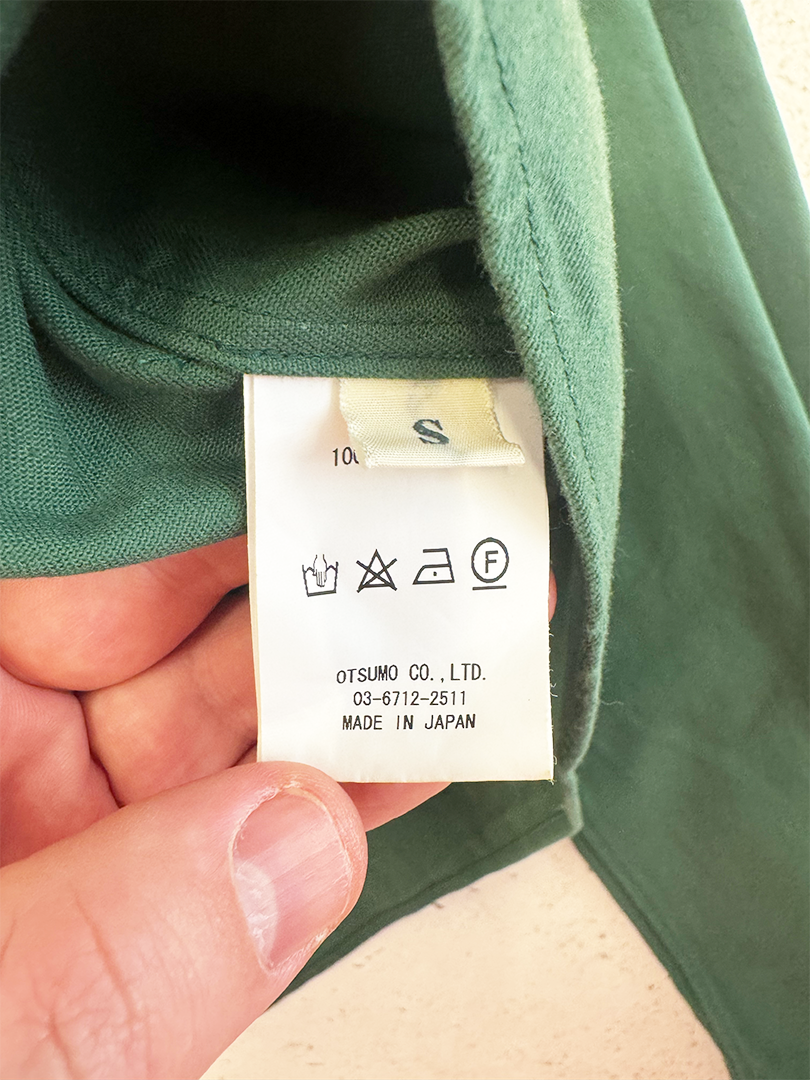 S
F
OTSUMO CO.,LTD.
03-6712-2511
MADE IN JAPAN